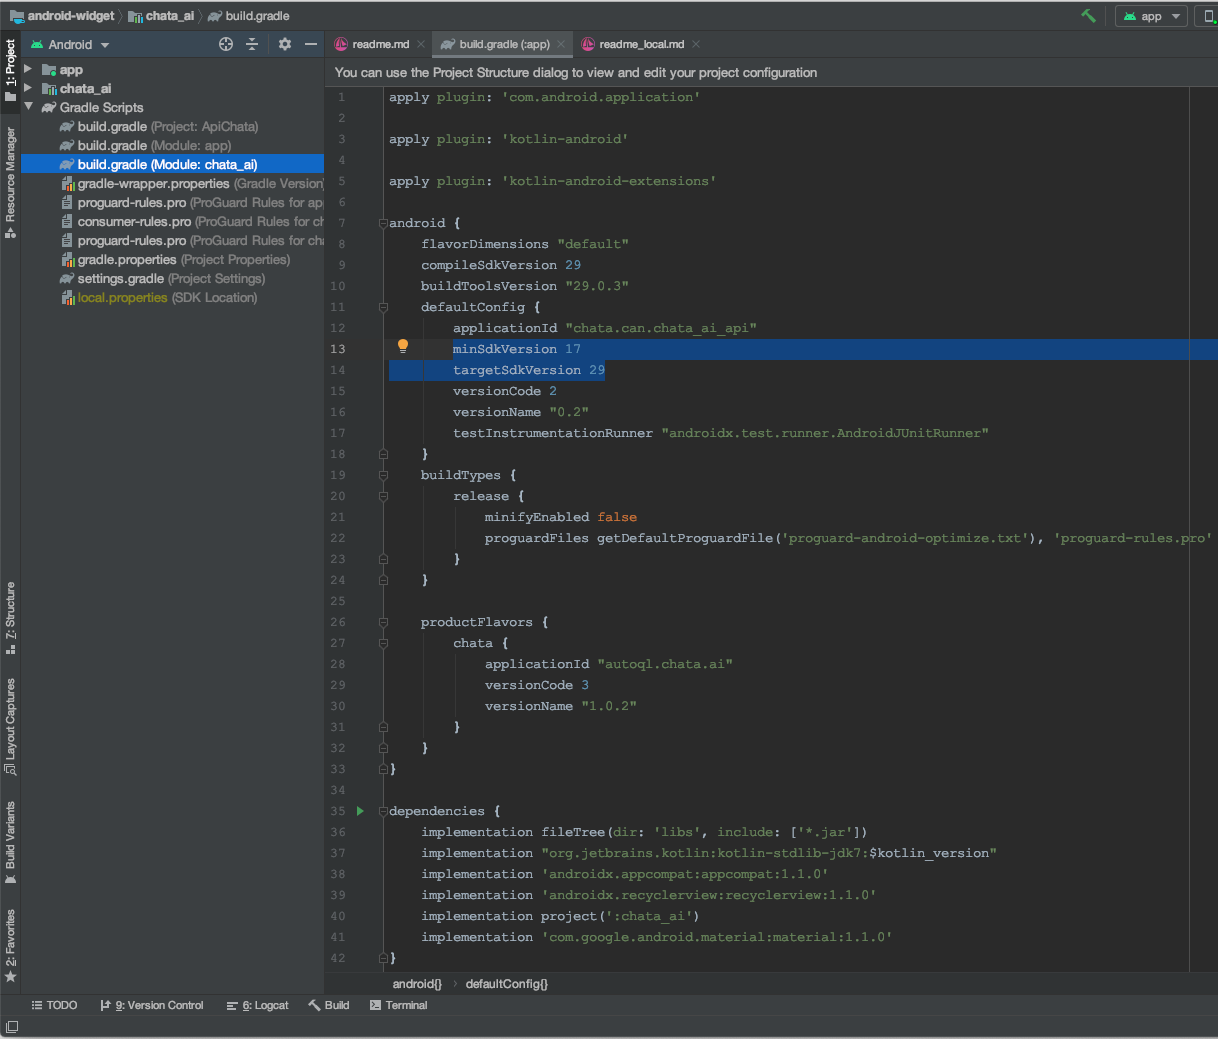 android-widget chata_ai build.gradle
app
1: Project
Android
readme.md
build.gradle (:app)
readme_local.md
You can use the Project Structure dialog to view and edit your project configuration
app
chata_ai
Gradle Scripts
build.gradle (Project: ApiChata)
build.gradle (Module: app)
build.gradle (Module: chata_ai)
gradle-wrapper.properties (Gradle Version)
proguard-rules.pro (ProGuard Rules for app
consumer-rules.pro (ProGuard Rules for ch
proguard-rules.pro (ProGuard Rules for cha
gradle.properties (Project Properties)
settings.gradle (Project Settings)
local.properties (SDK Location)
Resource Manager
Z: Structure
Layout Captures
Build Variants
2: Favorites
1 apply plugin: 'com.android.application'
2
3 apply plugin: 'kotlin-android'
4
5 apply plugin: 'kotlin-android-extensions'
6
7 android {
8 flavorDimensions "default"
9 compileSdkVersion 29
10 buildToolsVersion "29.0.3"
11 defaultConfig {
12 applicationId "chata.can.chata_ai_api"
13 minSdkVersion 17
14 targetSdkVersion 29
15 versionCode 2
16 versionName "0.2"
17 testInstrumentationRunner "androidx.test.runner.AndroidJUnitRunner"
18 }
19 buildTypes {
20 release {
21 minifyEnabled false
22 proguardFiles getDefaultProguardFile('proguard-android-optimize.txt'), 'proguard-rules.pro'
23 }
24 }
25
26 productFlavors {
27 chata {
28 applicationId "autoql.chata.ai"
29 versionCode 3
30 versionName "1.0.2"
31 }
32 }
33 }
34
35 dependencies {
36 implementation fileTree(dir: 'libs', include: ['*.jar'])
37 implementation "org.jetbrains.kotlin:kotlin-stdlib-jdk7:$kotlin_version"
38 implementation 'androidx.appcompat:appcompat:1.1.0'
39 implementation 'androidx.recyclerview:recyclerview:1.1.0'
40 implementation project(':chata_ai')
41 implementation 'com.google.android.material:material:1.1.0'
42 }
android{} defaultConfig{}
TODO 9: Version Control 6: Logcat Build Terminal